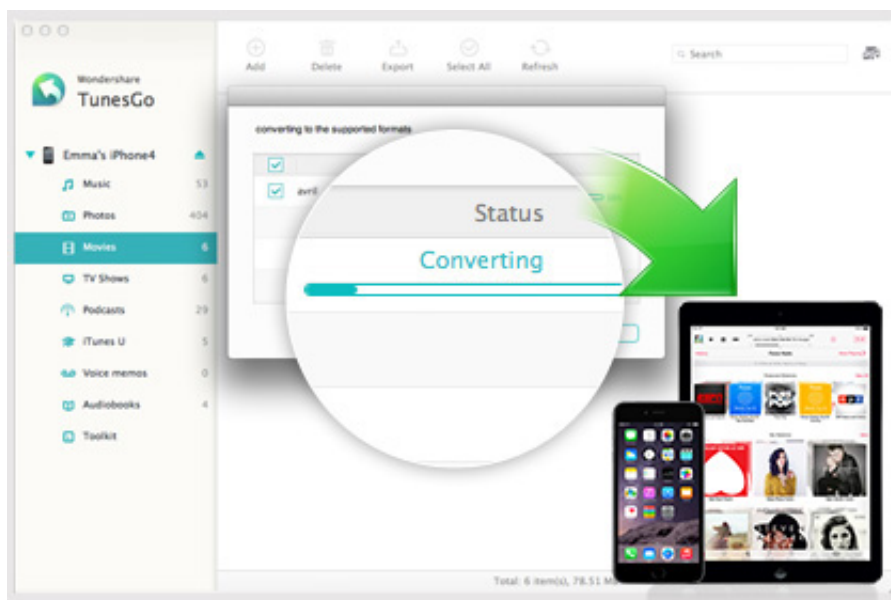 Add
Delete
Export
Select All
Refresh
Search
Wondershare
TunesGo
Emma's iPhone4
Music 53
Photos 404
Movies 6
TV Shows 6
Podcasts 29
iTunes U 5
Voice memos 0
Audiobooks 4
Toolkit
converting to the supported formats
avril
Status
Converting
Total: 6 item(s), 78.51 M